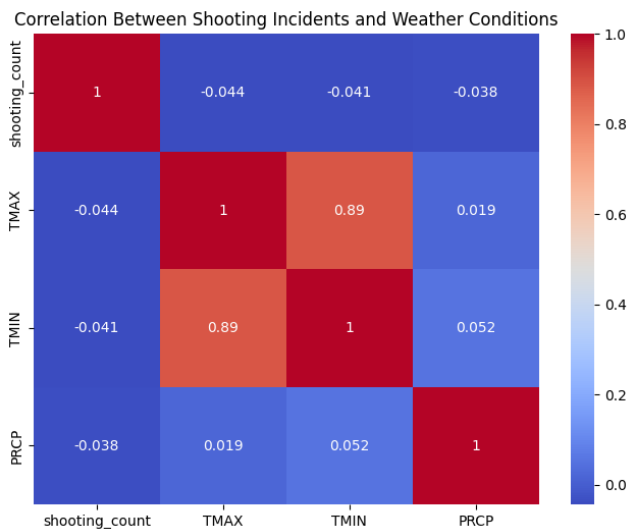 Correlation Between Shooting Incidents and Weather Conditions
shooting_count
1
-0.044
-0.041
-0.038
TMAX
-0.044
1
0.89
0.019
TMIN
-0.041
0.89
1
0.052
PRCP
-0.038
0.019
0.052
1
shooting_count
TMAX
TMIN
PRCP
1.0
0.8
0.6
0.4
0.2
0.0